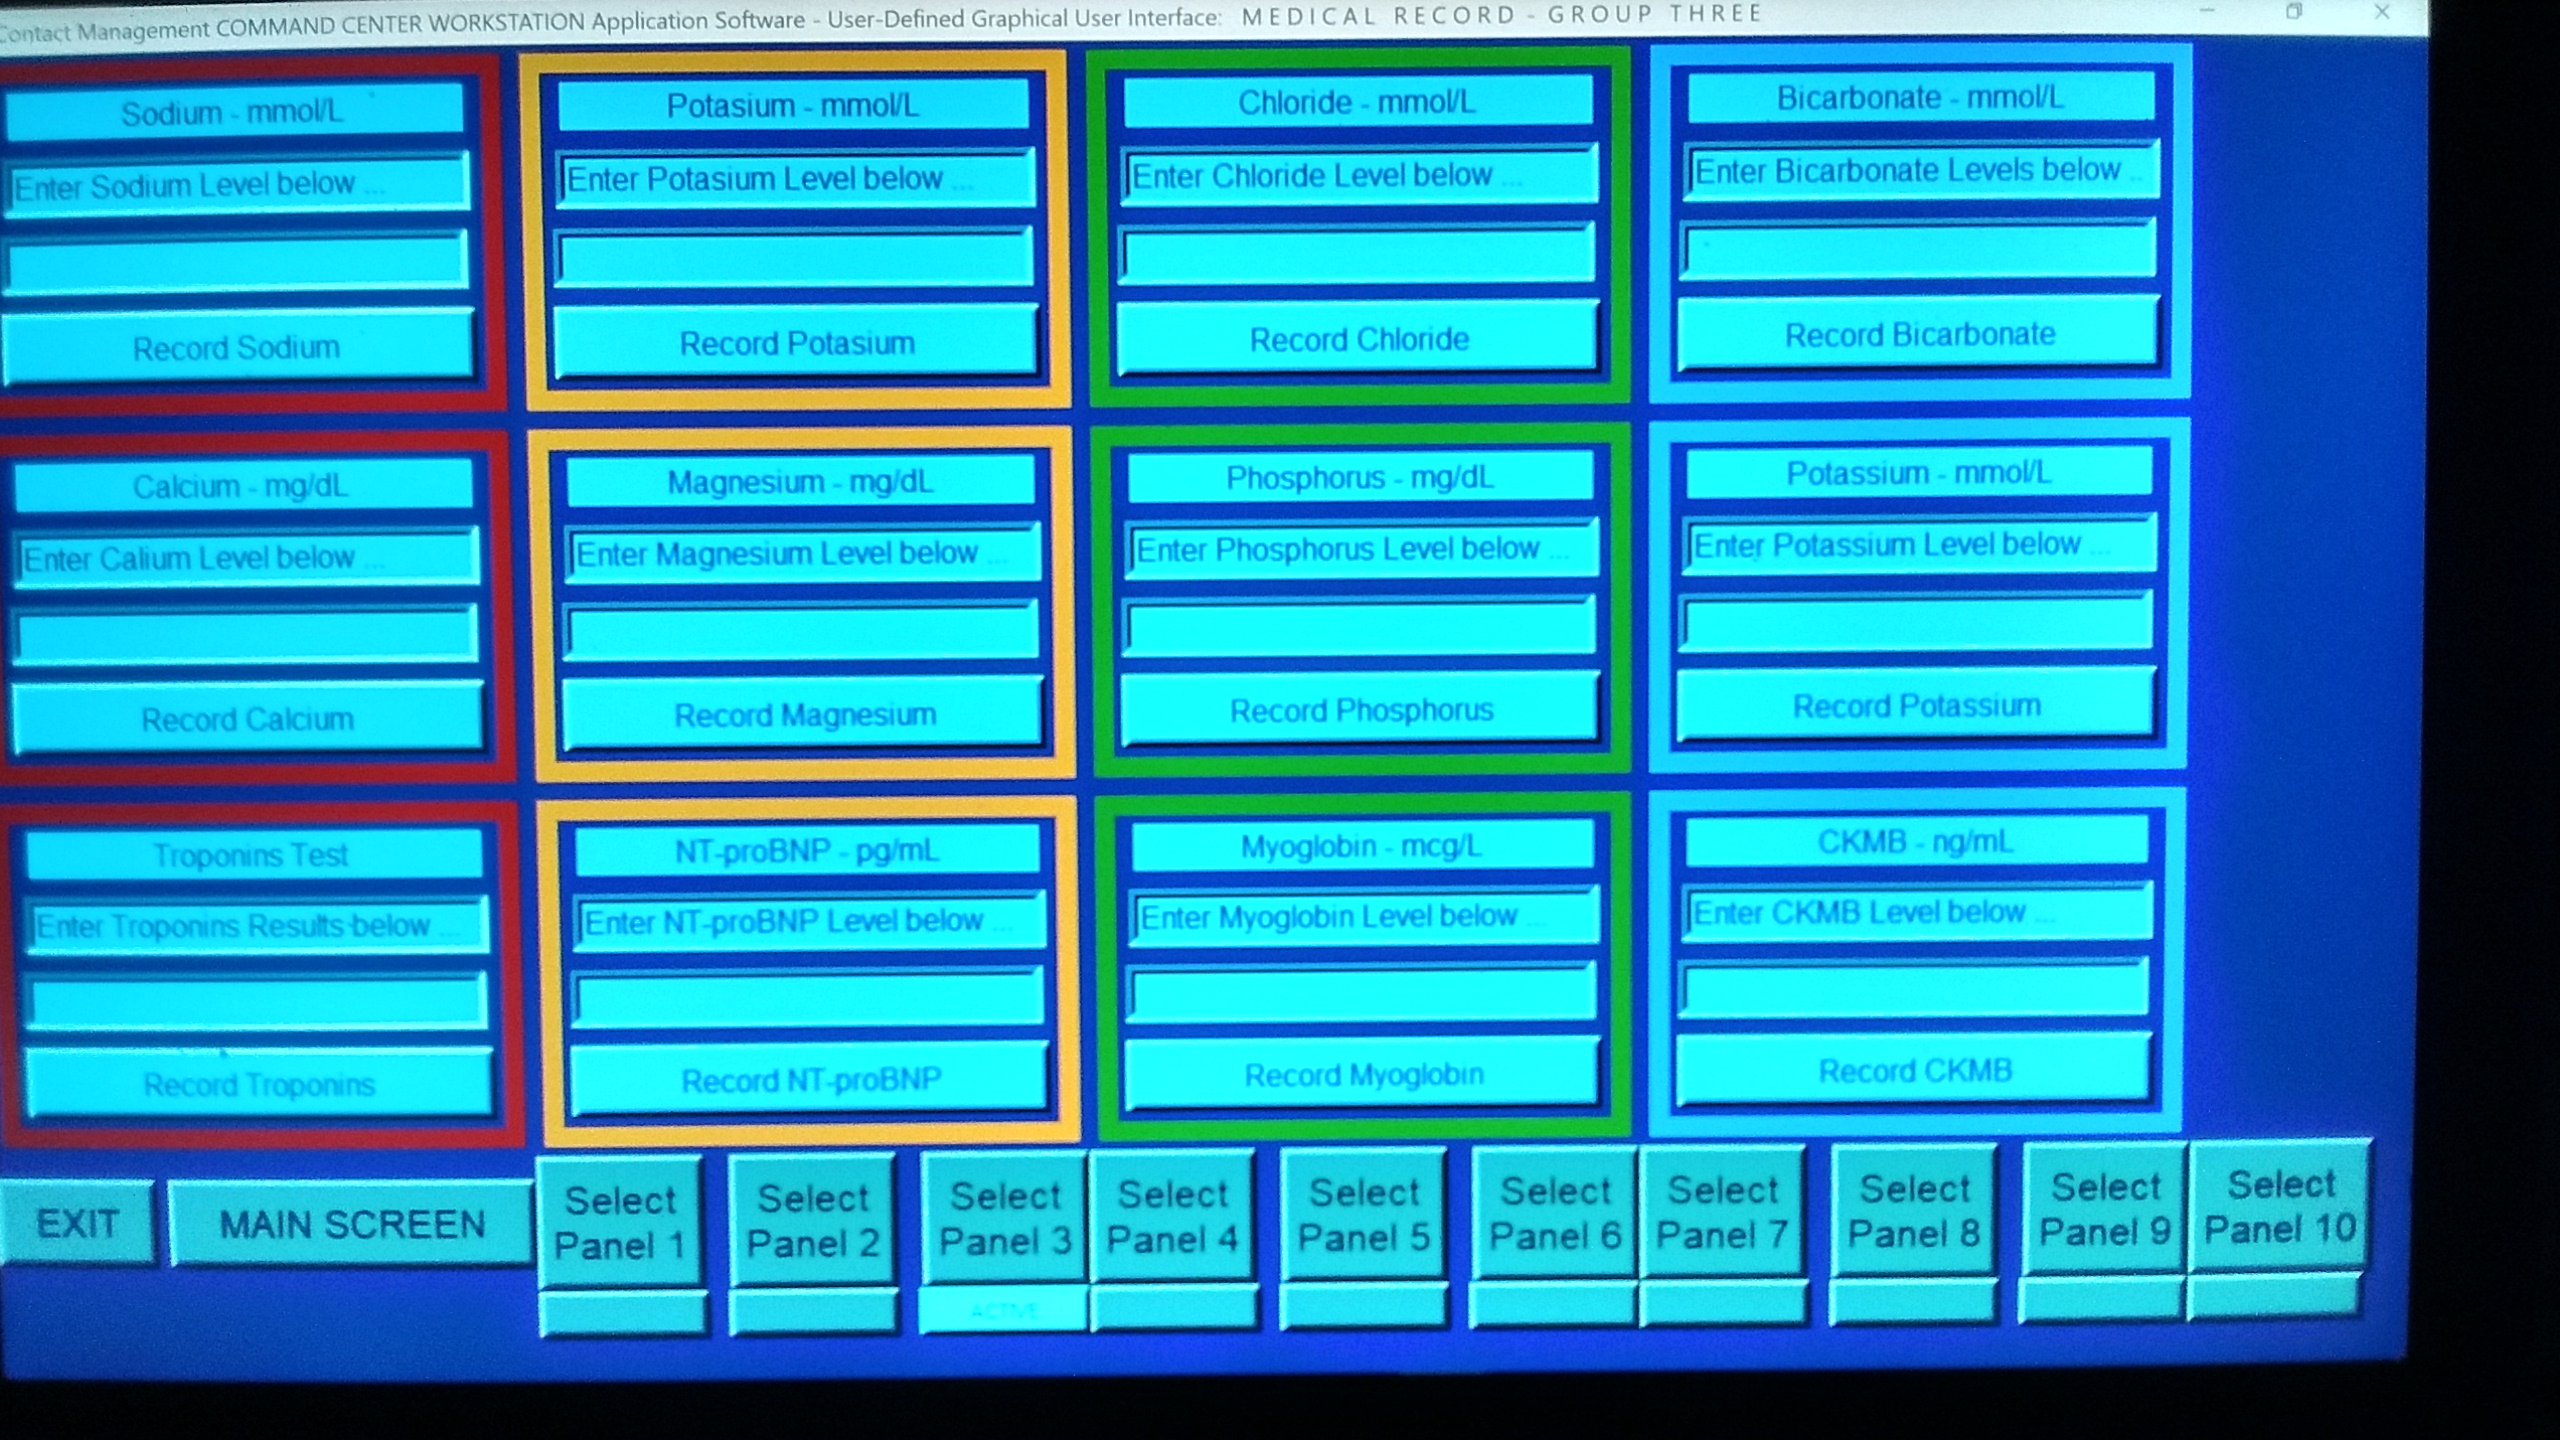 Contact Management COMMAND CENTER WORKSTATION Application Software - User-Defined Graphical User Interface: MEDICAL RECORD - GROUP THREE
Sodium - mmol/L
Enter Sodium Level below ...
Record Sodium
Potasium - mmol/L
Enter Potasium Level below ...
Record Potasium
Chloride - mmol/L
Enter Chloride Level below ...
Record Chloride
Bicarbonate - mmol/L
Enter Bicarbonate Levels below ..
Record Bicarbonate
Calcium - mg/dL
Enter Calium Level below ...
Record Calcium
Magnesium - mg/dL
Enter Magnesium Level below ...
Record Magnesium
Phosphorus - mg/dL
Enter Phosphorus Level below ...
Record Phosphorus
Potassium - mmol/L
Enter Potassium Level below ...
Record Potassium
Troponins Test
Enter Troponins Results below ...
Record Troponins
NT-proBNP - pg/mL
Enter NT-proBNP Level below ...
Record NT-proBNP
Myoglobin - mcg/L
Enter Myoglobin Level below ...
Record Myoglobin
CKMB - ng/mL
Enter CKMB Level below ...
Record CKMB
EXIT
MAIN SCREEN
Select
Panel 1
Select
Panel 2
Select
Panel 3
ACTIVE
Select
Panel 4
Select
Panel 5
Select
Panel 6
Select
Panel 7
Select
Panel 8
Select
Panel 9
Select
Panel 10